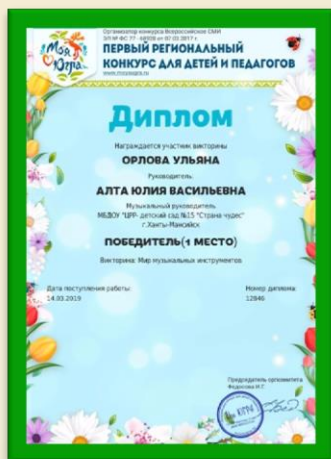 Моя Югра
Организатор конкурса Всероссийское СМИ
ЭЛ № ФС 77 - 68928 от 07.03.2017 г.
ПЕРВЫЙ РЕГИОНАЛЬНЫЙ
КОНКУРС ДЛЯ ДЕТЕЙ И ПЕДАГОГОВ
Диплом
Награждается участник викторины
ОРЛОВА УЛЬЯНА
Руководитель:
АЛТА ЮЛИЯ ВАСИЛЬЕВНА
Музыкальный руководитель
МБДОУ "ЦРР- детский сад №15 "Страна чудес"
г.Ханты-Мансийск
ПОБЕДИТЕЛЬ(1 МЕСТО)
Викторина: Мир музыкальных инструментов
Дата поступления работы: Номер диплома:
14.03.2019 12846
Председатель оргкомитета